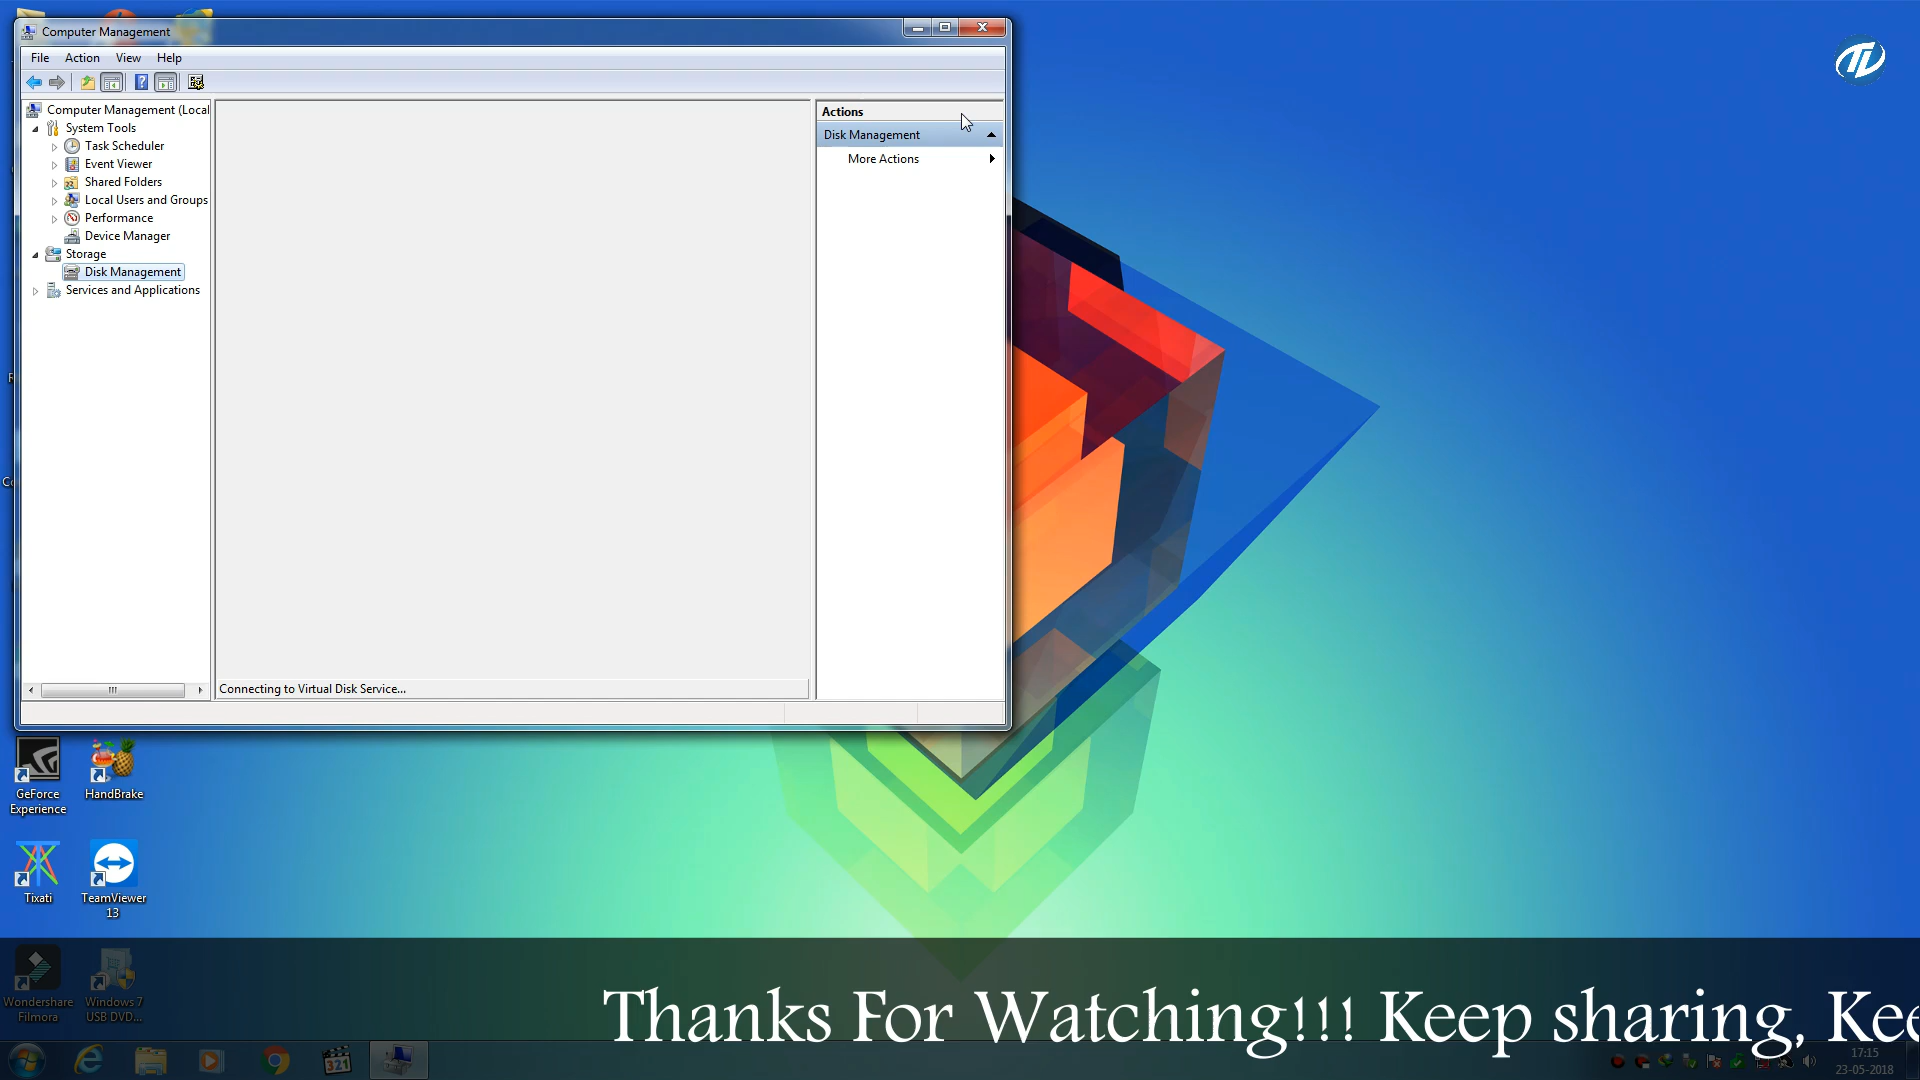 Computer Management
File Action View Help
Computer Management (Local
System Tools
Task Scheduler
Event Viewer
Shared Folders
Local Users and Groups
Performance
Device Manager
Storage
Disk Management
Services and Applications
Actions
Disk Management
More Actions
Connecting to Virtual Disk Service...
GeForce
Experience
HandBrake
Tixati
TeamViewer
13
Wondershare
Filmora
Windows 7
USB DVD...
Thanks For Watching!!! Keep sharing, Kee
321
17:15
23-05-2018